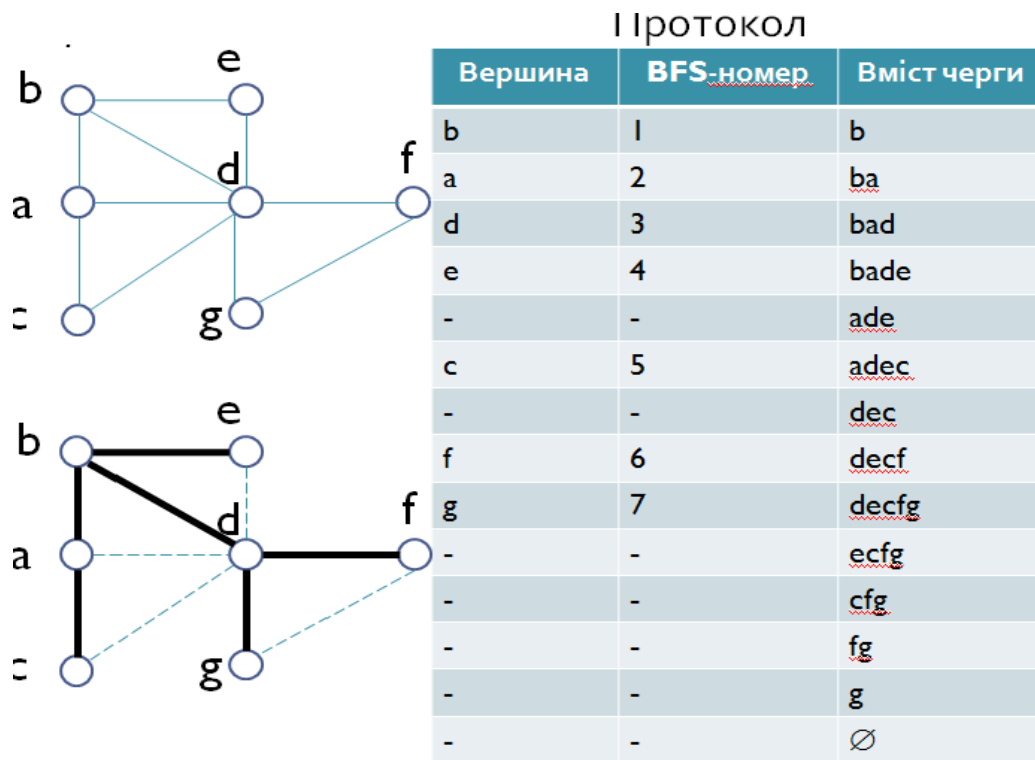 Протокол
e
b
d
f
a
c
g
e
b
d
f
a
c
g
Вершина BFS-номер Вміст черги
b 1 b
a 2 ba
d 3 bad
e 4 bade
- - ade
c 5 adec
- - dec
f 6 decf
g 7 decfg
- - ecfg
- - cfg
- - fg
- - g
- - ∅